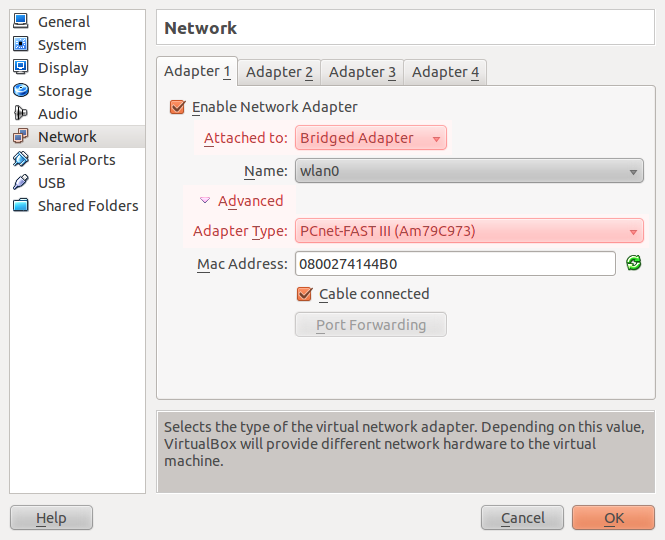 General
System
Display
Storage
Audio
Network
Serial Ports
USB
Shared Folders
Network
Adapter 1 Adapter 2 Adapter 3 Adapter 4
Enable Network Adapter
Attached to: Bridged Adapter
Name: wlan0
Advanced
Adapter Type: PCnet-FAST III (Am79C973)
Mac Address: 0800274144B0
Cable connected
Port Forwarding
Selects the type of the virtual network adapter. Depending on this value,
VirtualBox will provide different network hardware to the virtual
machine.
Help Cancel OK